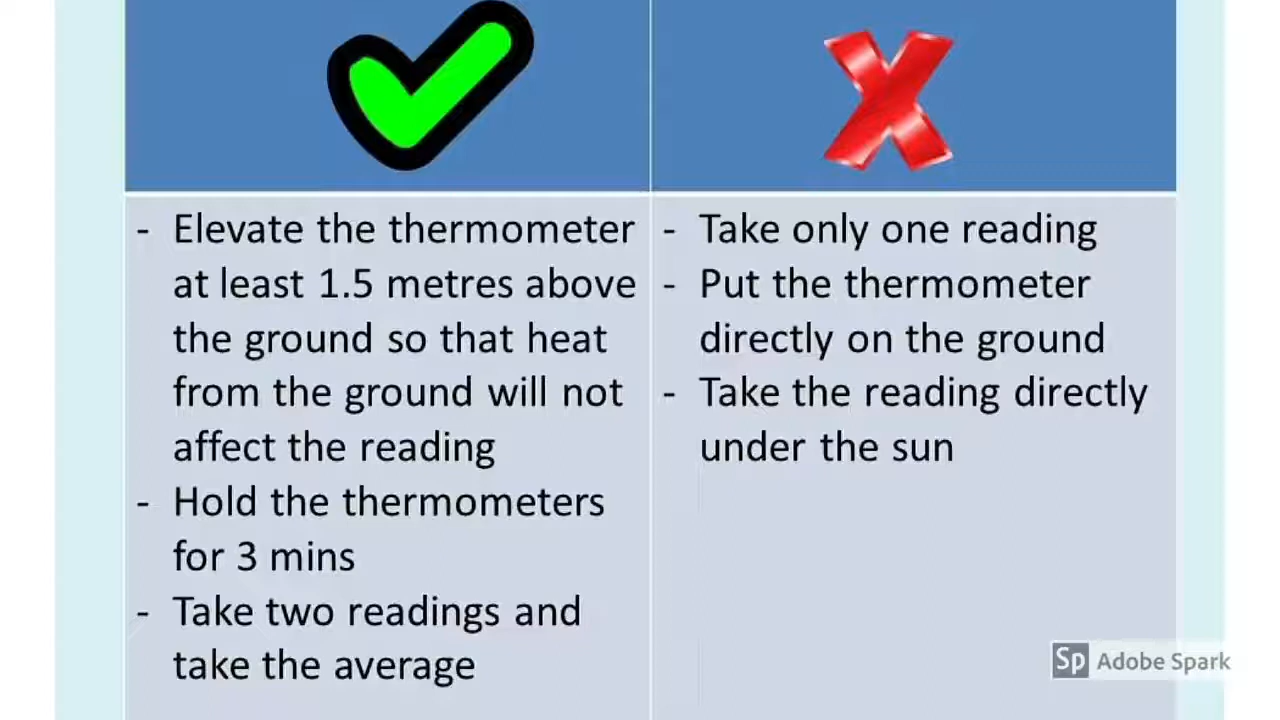 - Elevate the thermometer
at least 1.5 metres above
the ground so that heat
from the ground will not
affect the reading
- Hold the thermometers
for 3 mins
- Take two readings and
take the average
- Take only one reading
- Put the thermometer
directly on the ground
- Take the reading directly
under the sun
Sp Adobe Spark